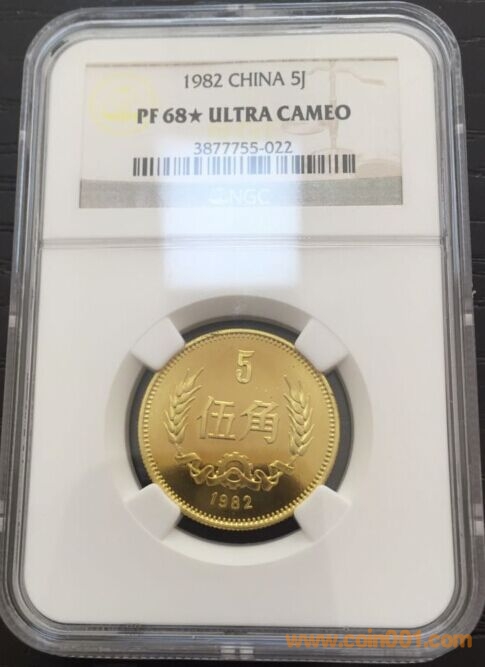 1982 CHINA 5J
PF 68★ ULTRA CAMEO
3877755-022
NGC
5
伍角
1982
www.coin001.com